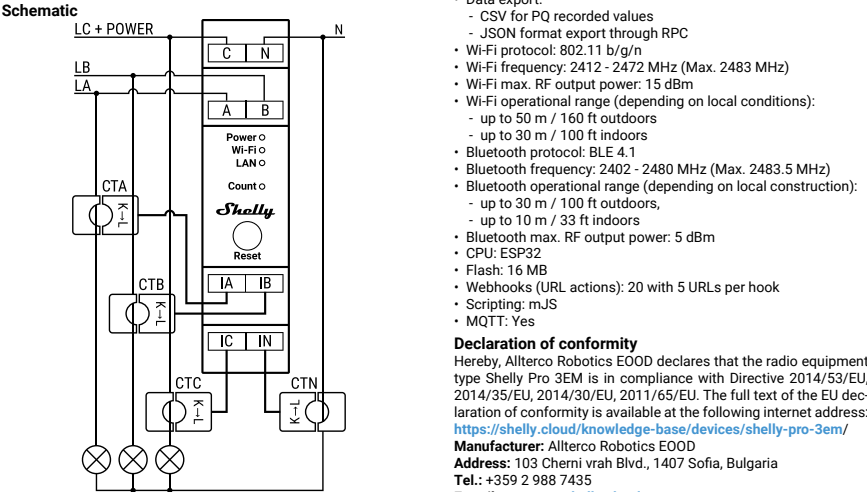 Schematic
LC + POWER
N
C N
LB
LA
A B
Power
Wi-Fi
LAN
Count
Shelly
Reset
CTA
K→L
IA IB
CTB
K→L
IC IN
CTC
K→L
CTN
K→L
• Data export:
- CSV for PQ recorded values
- JSON format export through RPC
• Wi-Fi protocol: 802.11 b/g/n
• Wi-Fi frequency: 2412 - 2472 MHz (Max. 2483 MHz)
• Wi-Fi max. RF output power: 15 dBm
• Wi-Fi operational range (depending on local conditions):
- up to 50 m / 160 ft outdoors
- up to 30 m / 100 ft indoors
• Bluetooth protocol: BLE 4.1
• Bluetooth frequency: 2402 - 2480 MHz (Max. 2483.5 MHz)
• Bluetooth operational range (depending on local construction):
- up to 30 m / 100 ft outdoors,
- up to 10 m / 33 ft indoors
• Bluetooth max. RF output power: 5 dBm
• CPU: ESP32
• Flash: 16 MB
• Webhooks (URL actions): 20 with 5 URLs per hook
• Scripting: mJS
• MQTT: Yes
Declaration of conformity
Hereby, Allterco Robotics EOOD declares that the radio equipment
type Shelly Pro 3EM is in compliance with Directive 2014/53/EU,
2014/35/EU, 2014/30/EU, 2011/65/EU. The full text of the EU dec-
laration of conformity is available at the following internet address:
https://shelly.cloud/knowledge-base/devices/shelly-pro-3em/
Manufacturer: Allterco Robotics EOOD
Address: 103 Cherni vrah Blvd., 1407 Sofia, Bulgaria
Tel.: +359 2 988 7435